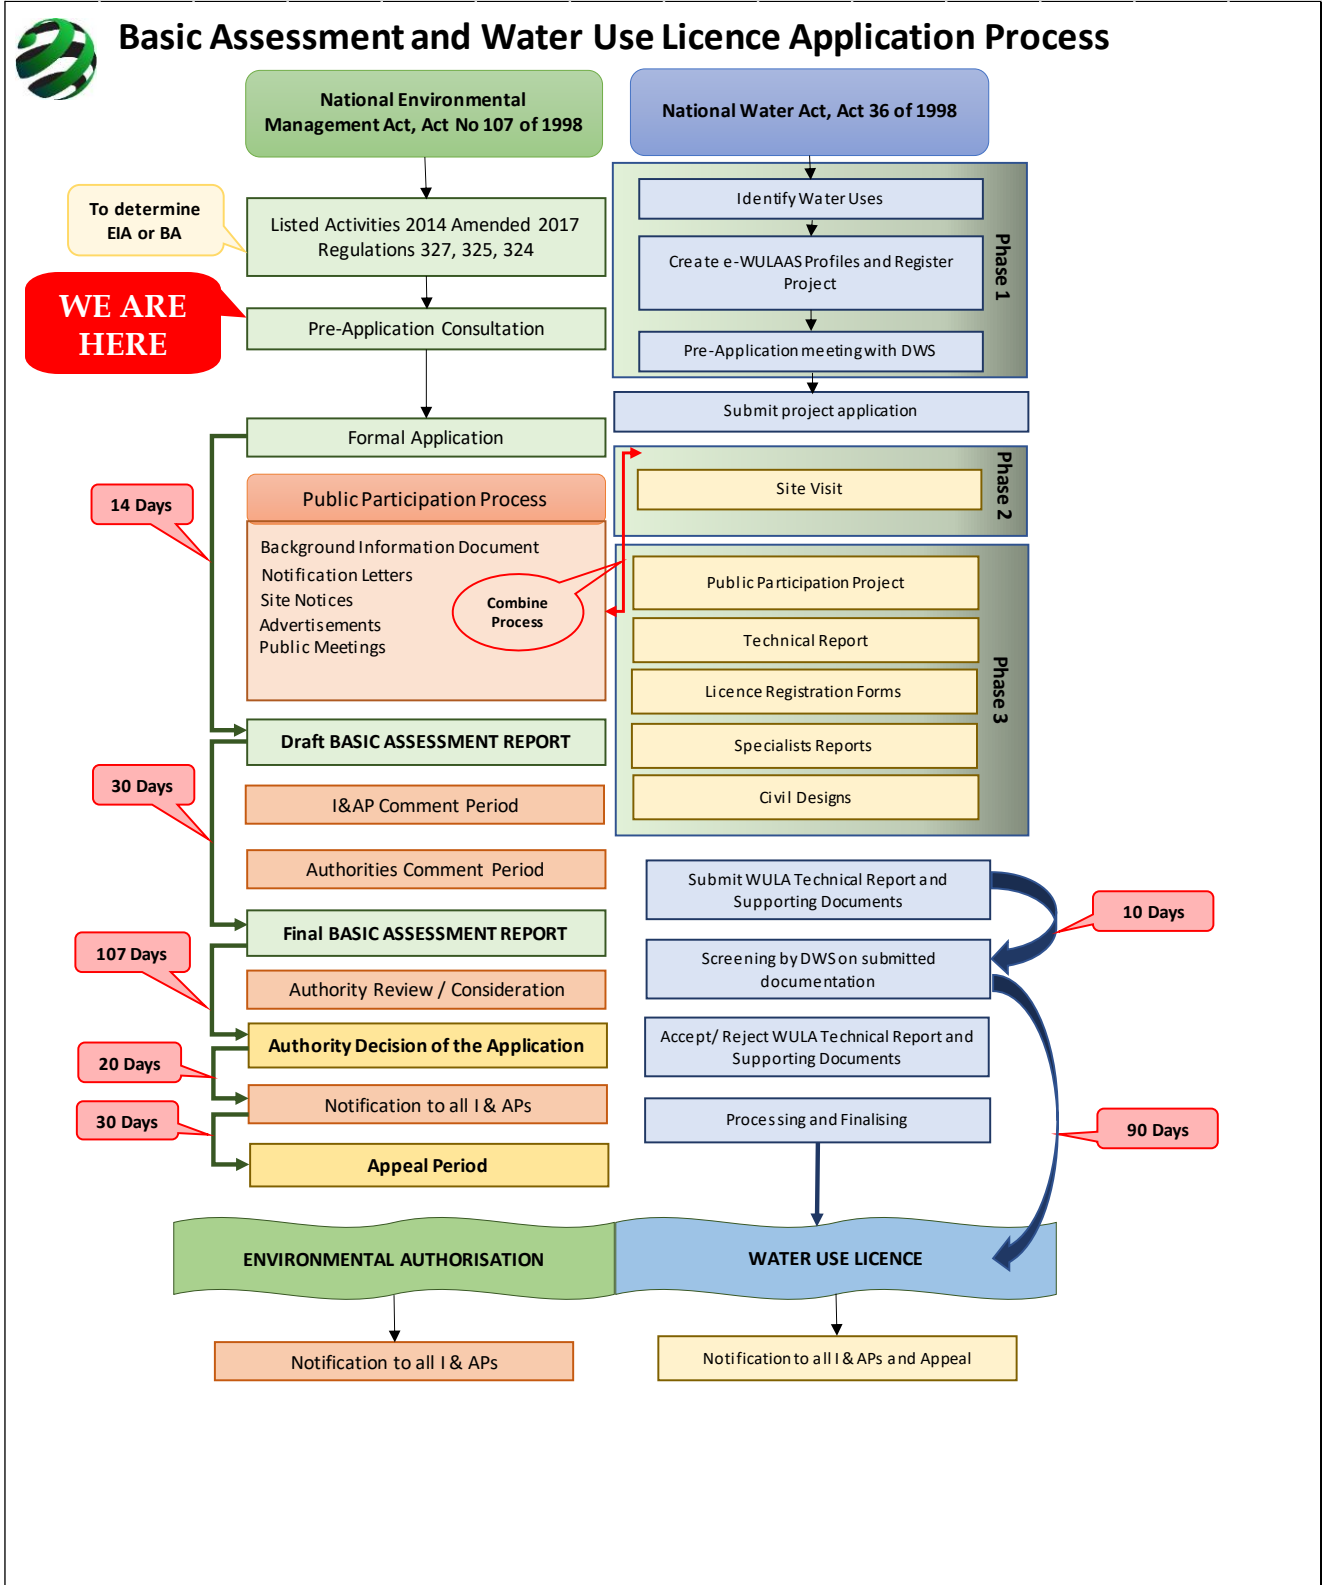 Basic Assessment and Water Use Licence Application Process
National Environmental
Management Act, Act No 107 of 1998
National Water Act, Act 36 of 1998
To determine
EIA or BA
Listed Activities 2014 Amended 2017
Regulations 327, 325, 324
WE ARE
HERE
Pre-Application Consultation
Identify Water Uses
Create e-WULAAS Profiles and Register
Project
Pre-Application meeting with DWS
Phase 1
Submit project application
Formal Application
14 Days
Public Participation Process
Background Information Document
Notification Letters
Site Notices
Advertisements
Public Meetings
Combine
Process
Site Visit
Phase 2
Public Participation Project
Technical Report
Licence Registration Forms
Specialists Reports
Civil Designs
Phase 3
Draft BASIC ASSESSMENT REPORT
30 Days
I&AP Comment Period
Authorities Comment Period
Final BASIC ASSESSMENT REPORT
107 Days
Authority Review / Consideration
Authority Decision of the Application
20 Days
Notification to all I & APs
30 Days
Appeal Period
Submit WULA Technical Report and
Supporting Documents
10 Days
Screening by DWS on submitted
documentation
Accept/ Reject WULA Technical Report and
Supporting Documents
Processing and Finalising
90 Days
ENVIRONMENTAL AUTHORISATION
WATER USE LICENCE
Notification to all I & APs
Notification to all I & APs and Appeal